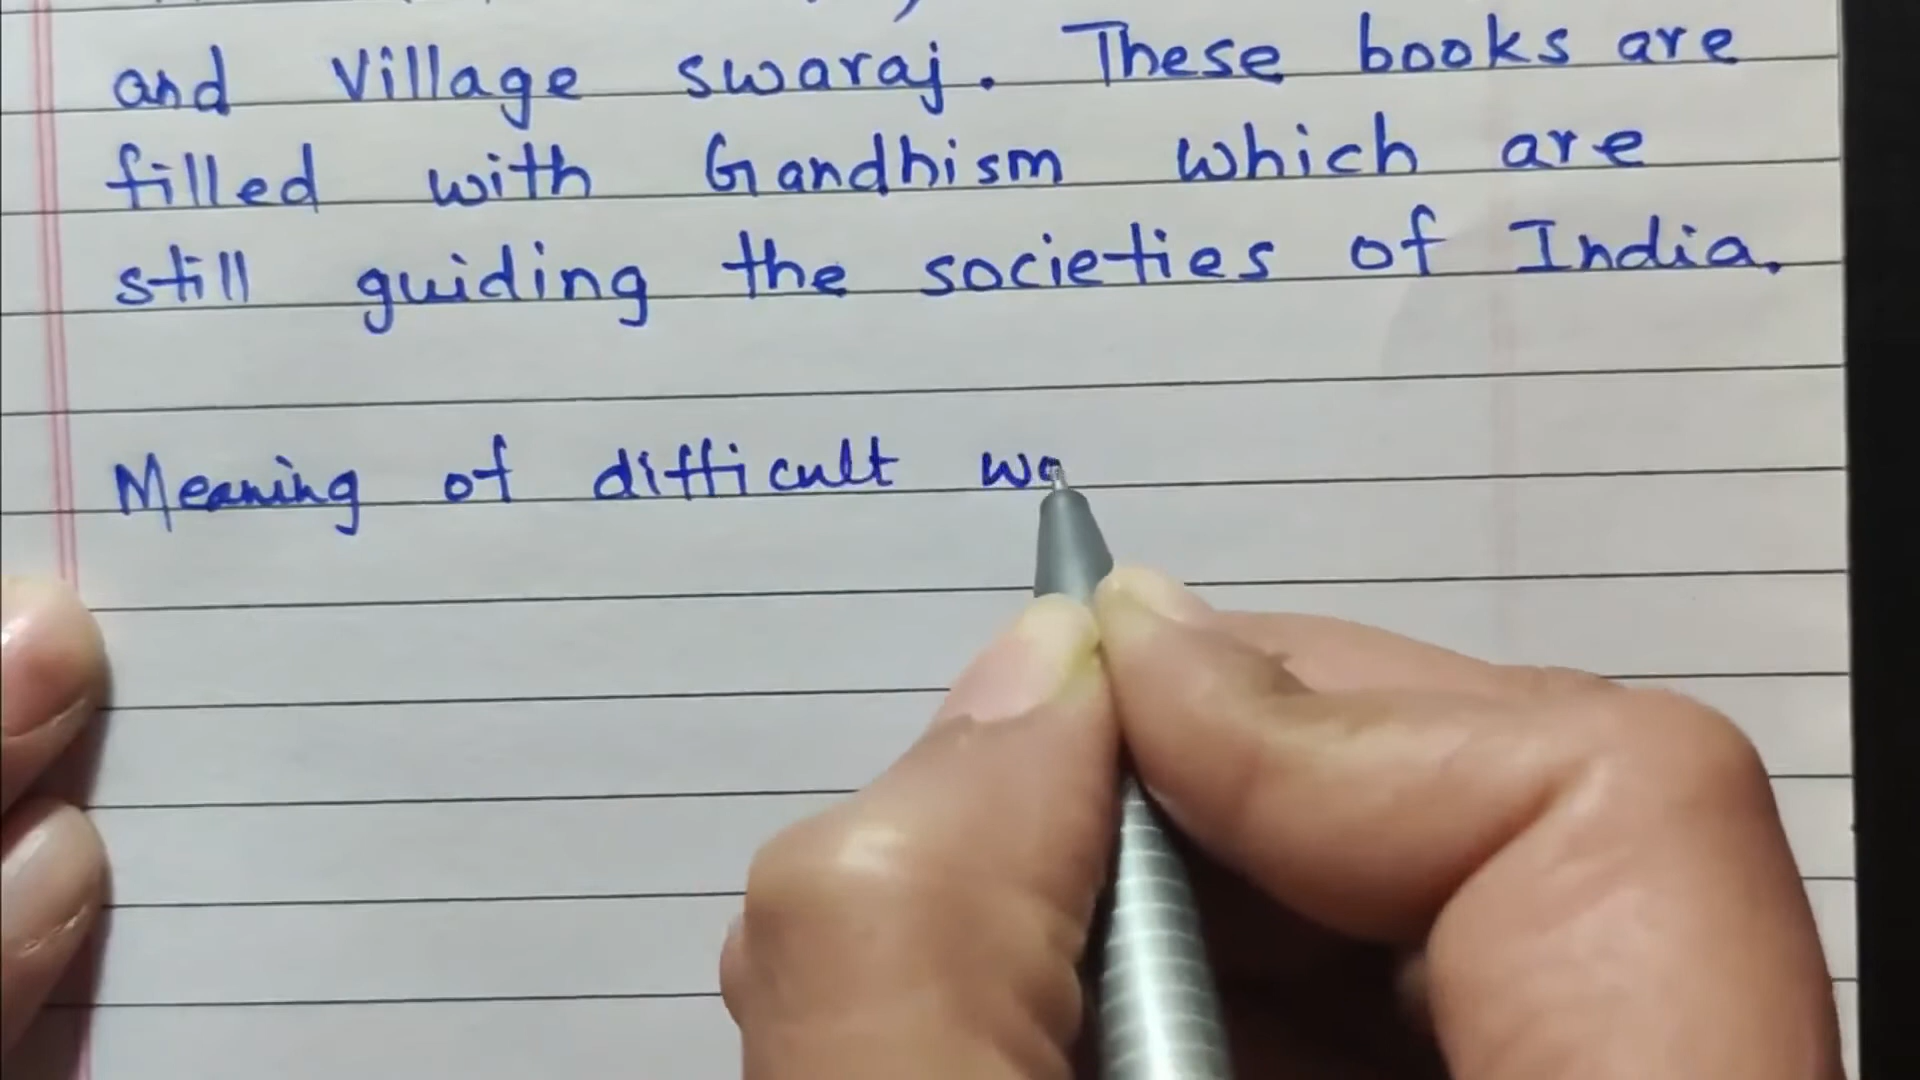 and Village swaraj. These books are
filled with Gandhism which are
still guiding the societies of India.
Meaning of difficult wo